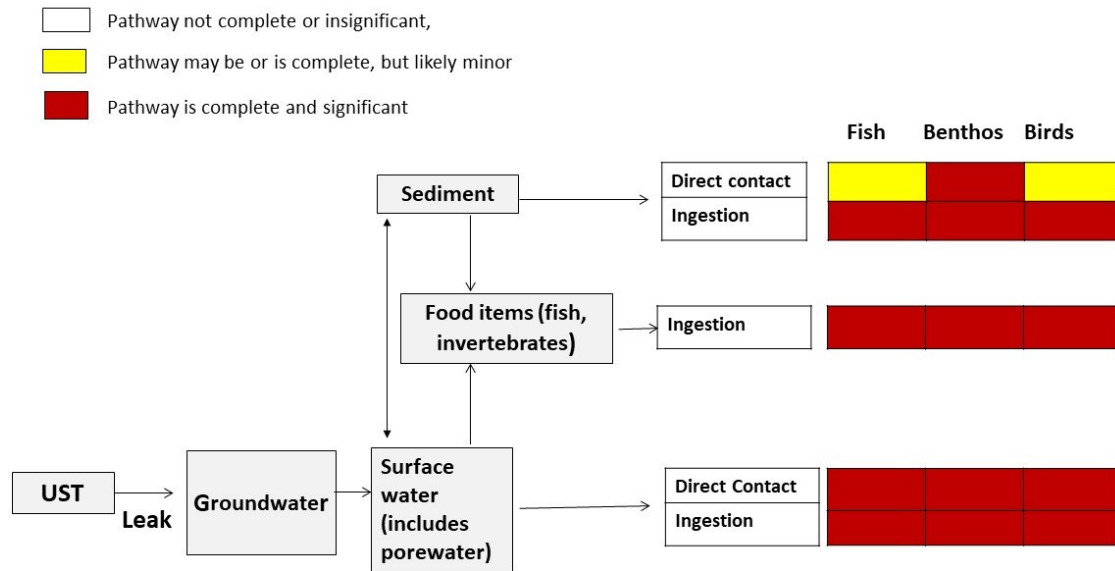 Pathway not complete or insignificant,
Pathway may be or is complete, but likely minor
Pathway is complete and significant
Fish Benthos Birds
Sediment
Direct contact
Ingestion
Food items (fish,
invertebrates)
Ingestion
UST
Leak
Groundwater
Surface
water
(includes
porewater)
Direct Contact
Ingestion